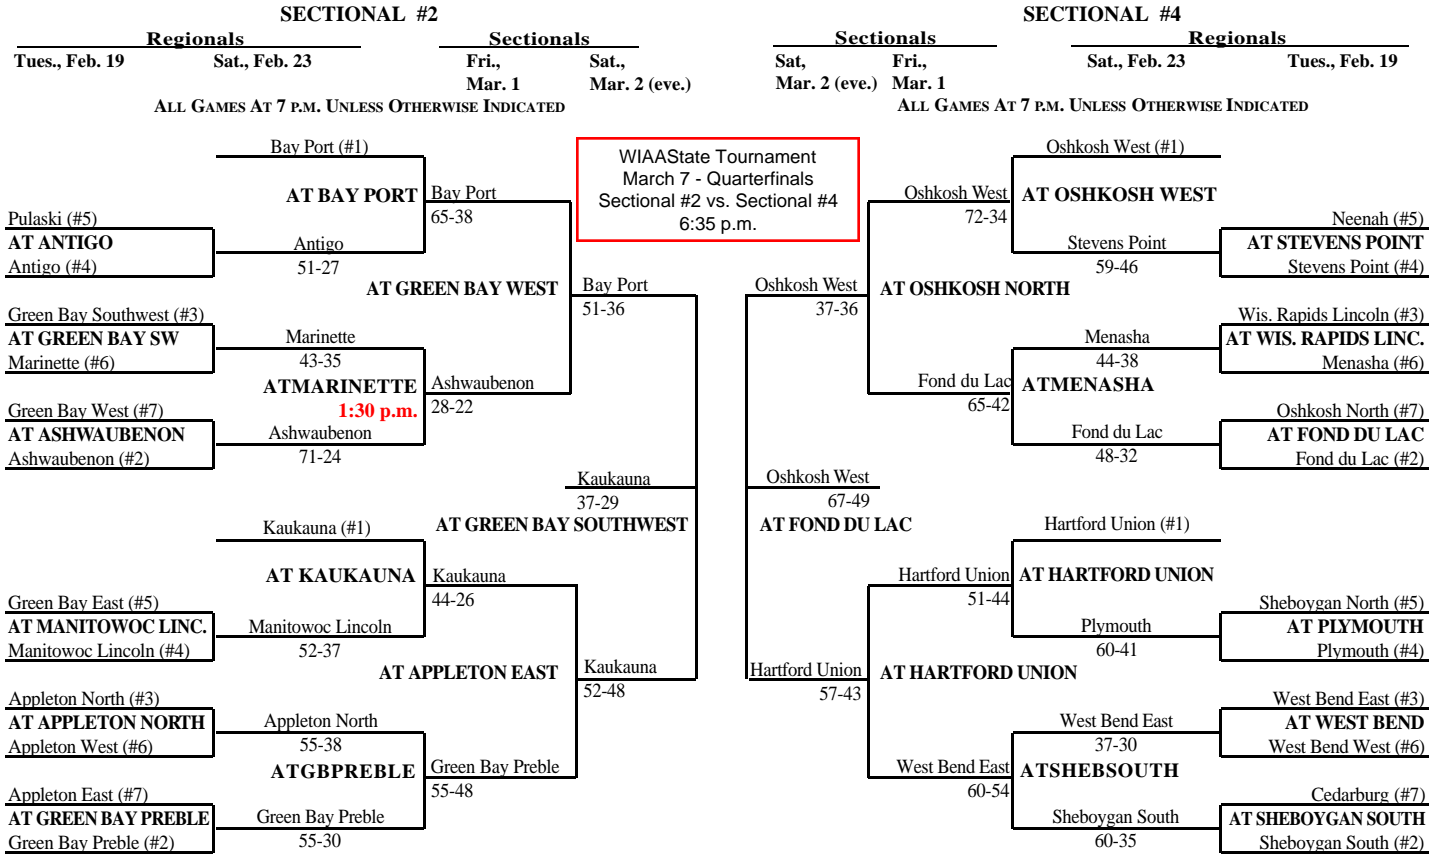 SECTIONAL #2
Regionals
Sectionals
Tues., Feb. 19
Sat., Feb. 23
Fri.,
Mar. 1
Sat.,
Mar. 2 (eve.)
ALL GAMES AT 7 P.M. UNLESS OTHERWISE INDICATED
Bay Port (#1)
AT BAY PORT
Bay Port
65-38
Pulaski (#5)
AT ANTIGO
Antigo (#4)
Antigo
51-27
AT GREEN BAY WEST
Bay Port
51-36
Green Bay Southwest (#3)
AT GREEN BAY SW
Marinette (#6)
Marinette
43-35
ATMARINETTE
1:30 p.m.
Ashwaubenon
28-22
Green Bay West (#7)
AT ASHWAUBENON
Ashwaubenon (#2)
Ashwaubenon
71-24
Kaukauna
37-29
AT GREEN BAY SOUTHWEST
Kaukauna (#1)
AT KAUKAUNA
Kaukauna
44-26
Green Bay East (#5)
AT MANITOWOC LINC.
Manitowoc Lincoln (#4)
Manitowoc Lincoln
52-37
AT APPLETON EAST
Kaukauna
52-48
Appleton North (#3)
AT APPLETON NORTH
Appleton West (#6)
Appleton North
55-38
ATGBPREBLE
Green Bay Preble
55-48
Appleton East (#7)
AT GREEN BAY PREBLE
Green Bay Preble (#2)
Green Bay Preble
55-30
WIAAState Tournament
March 7 - Quarterfinals
Sectional #2 vs. Sectional #4
6:35 p.m.
SECTIONAL #4
Sectionals
Regionals
Sat,
Mar. 2 (eve.)
Fri.,
Mar. 1
Sat., Feb. 23
Tues., Feb. 19
ALL GAMES AT 7 P.M. UNLESS OTHERWISE INDICATED
Oshkosh West (#1)
Oshkosh West
72-34
AT OSHKOSH WEST
Neenah (#5)
AT STEVENS POINT
Stevens Point (#4)
Stevens Point
59-46
Oshkosh West
37-36
AT OSHKOSH NORTH
Wis. Rapids Lincoln (#3)
AT WIS. RAPIDS LINC.
Menasha (#6)
Menasha
44-38
Fond du Lac
65-42
ATMENASHA
Oshkosh North (#7)
AT FOND DU LAC
Fond du Lac (#2)
Fond du Lac
48-32
Oshkosh West
67-49
AT FOND DU LAC
Hartford Union (#1)
Hartford Union
51-44
AT HARTFORD UNION
Sheboygan North (#5)
AT PLYMOUTH
Plymouth (#4)
Plymouth
60-41
Hartford Union
57-43
AT HARTFORD UNION
West Bend East (#3)
AT WEST BEND
West Bend West (#6)
West Bend East
37-30
West Bend East
60-54
ATSHEBSOUTH
Cedarburg (#7)
AT SHEBOYGAN SOUTH
Sheboygan South (#2)
Sheboygan South
60-35